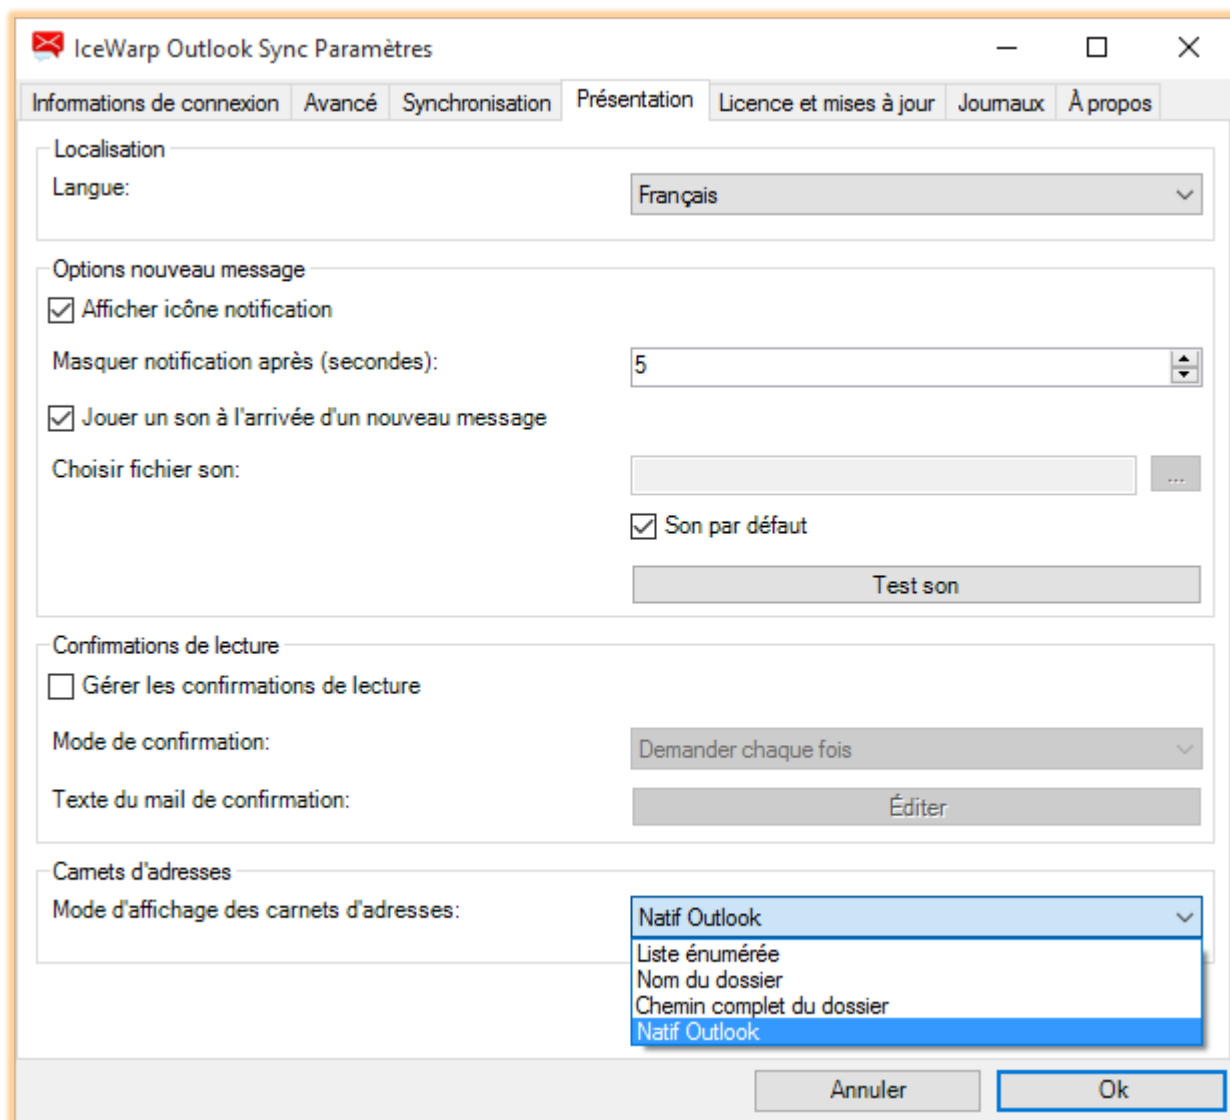 IceWarp Outlook Sync Paramètres
Informations de connexion Avancé Synchronisation Présentation Licence et mises à jour Journaux À propos
Localisation
Langue: Français
Options nouveau message
Afficher icône notification
Masquer notification après (secondes): 5
Jouer un son à l'arrivée d'un nouveau message
Choisir fichier son: ...
Son par défaut
Test son
Confirmations de lecture
Gérer les confirmations de lecture
Mode de confirmation: Demander chaque fois
Texte du mail de confirmation: Éditer
Carnets d'adresses
Mode d'affichage des carnets d'adresses: Natif Outlook
Liste énumérée
Nom du dossier
Chemin complet du dossier
Natif Outlook
Annuler Ok